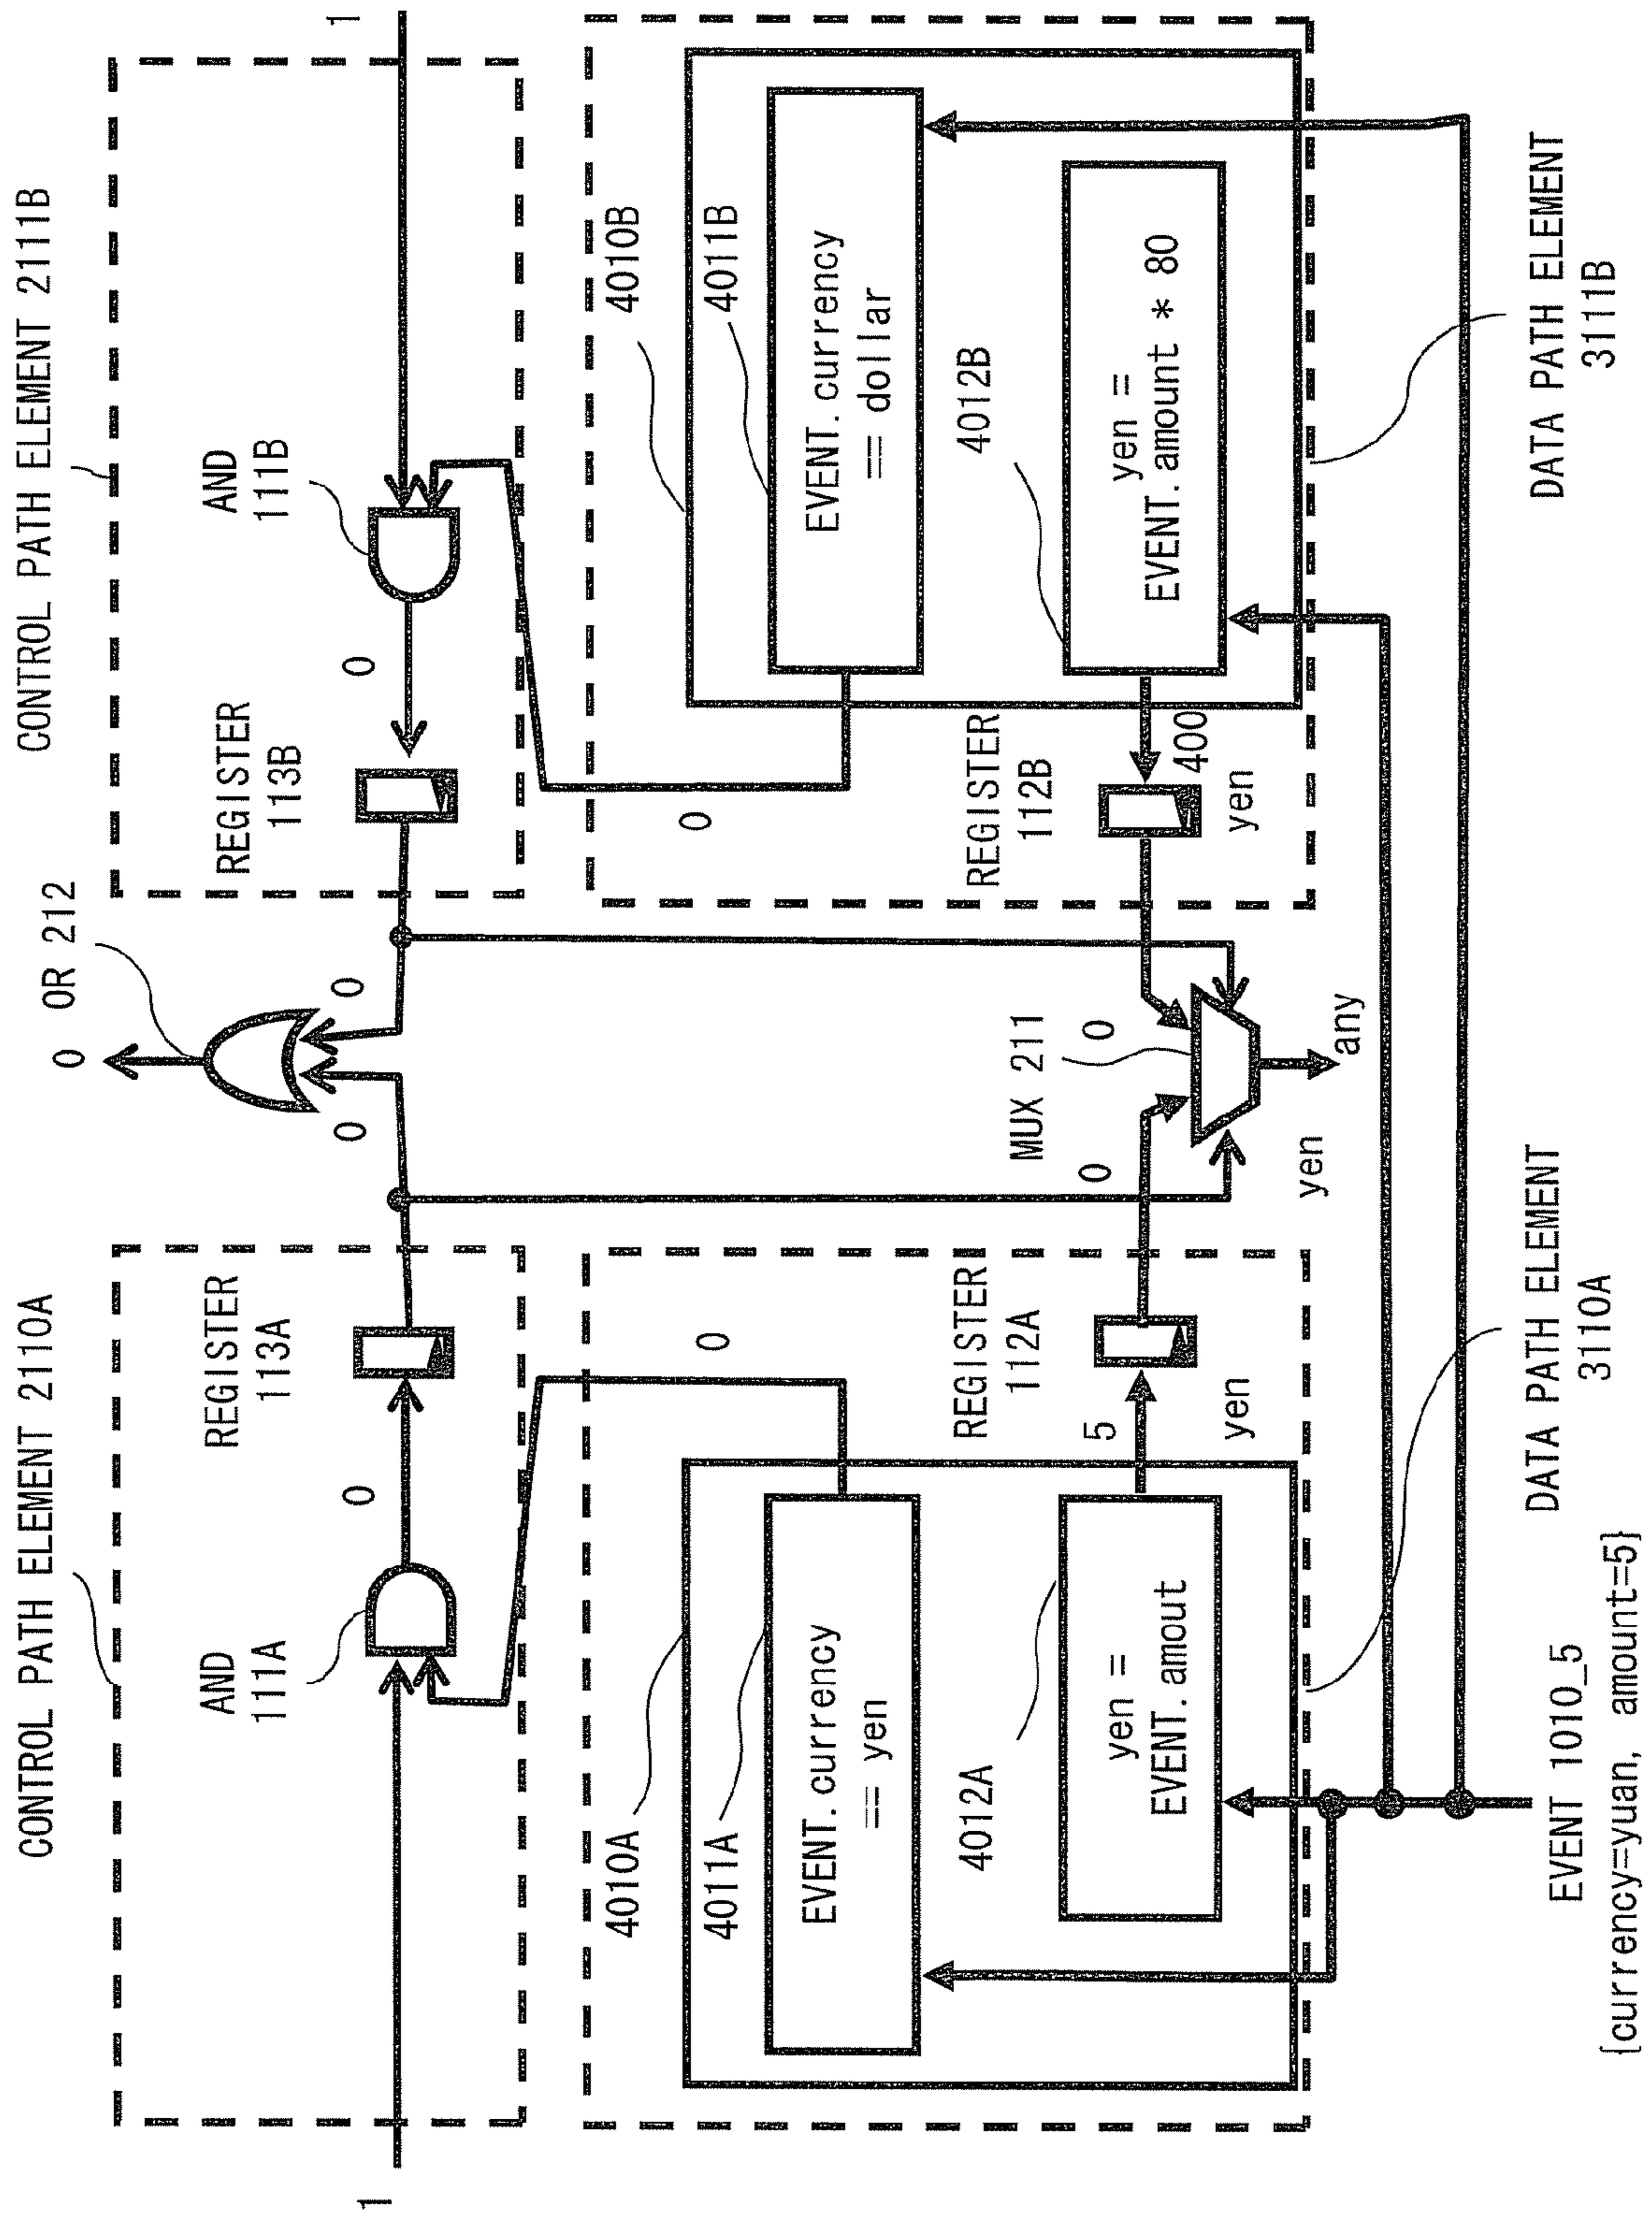 CONTROL PATH ELEMENT 2110A
OR 212
CONTROL PATH ELEMENT 2111B
0
AND
111A
REGISTER
113A
REGISTER
113B
AND
111B
1
0
0
0
0
1
4010A
4010B
4011A
0
0
4011B
EVENT.currency
== yen
EVENT.currency
== dollar
4012A
REGISTER
112A
MUX 211
REGISTER
112B
4012B
yen =
EVENT.amout
5
0
0
400
yen =
EVENT.amount * 80
yen
yen
yen
any
EVENT 1010_5
{currency=yuan, amount=5}
DATA PATH ELEMENT
3110A
DATA PATH ELEMENT
3111B